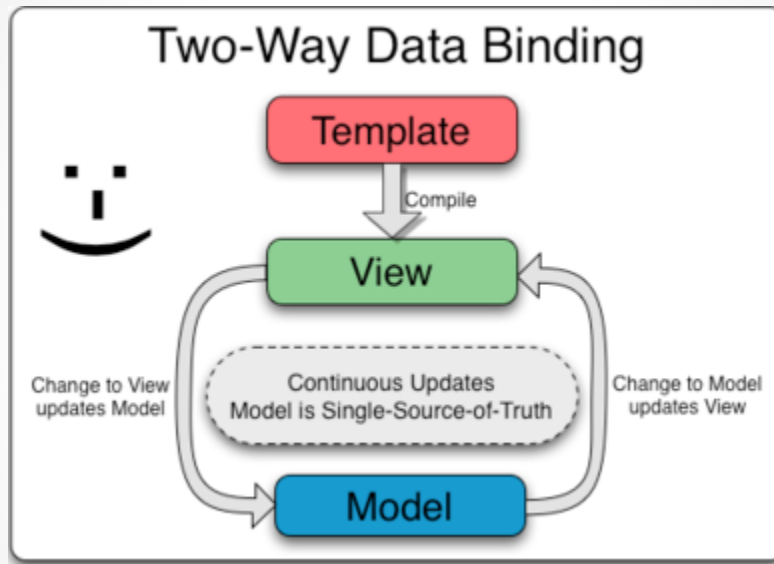 Two-Way Data Binding
Template
Compile
View
Change to View
updates Model
Continuous Updates
Model is Single-Source-of-Truth
Change to Model
updates View
Model